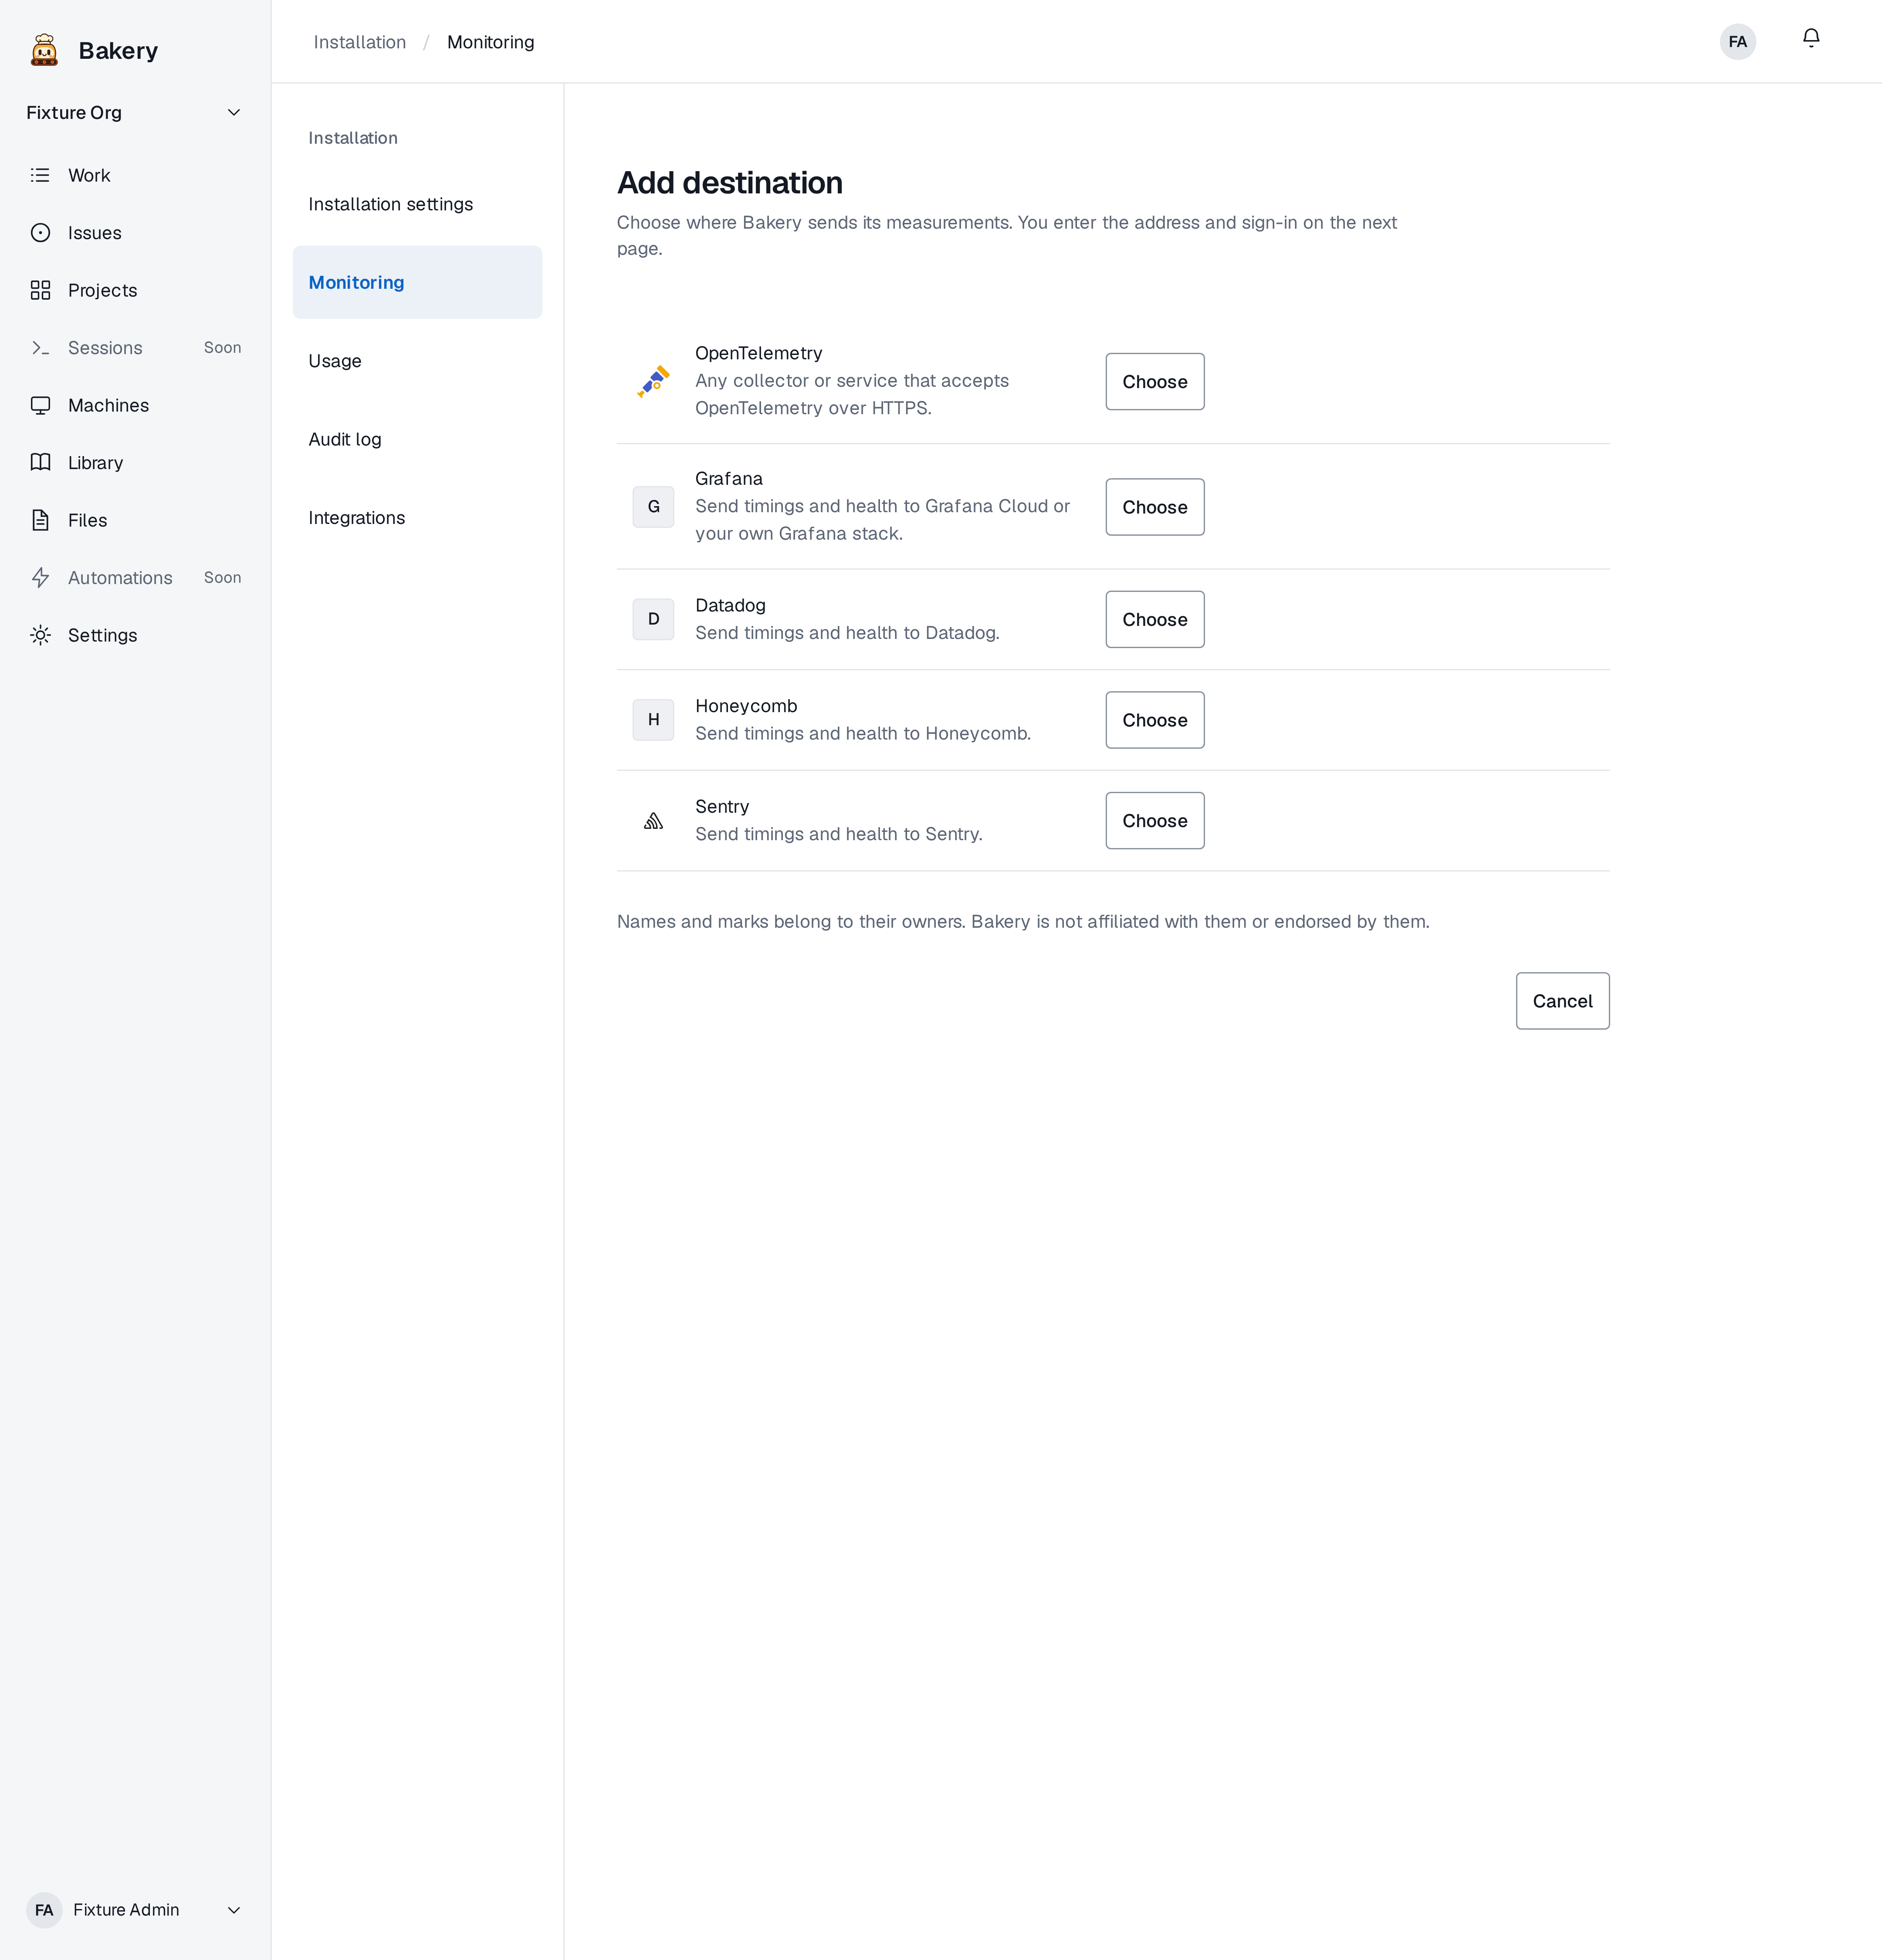 Bakery
Fixture Org
Work
Issues
Projects
Sessions Soon
Machines
Library
Files
Automations Soon
Settings
FA Fixture Admin
Installation / Monitoring
FA
Installation
Installation settings
Monitoring
Usage
Audit log
Integrations
Add destination
Choose where Bakery sends its measurements. You enter the address and sign-in on the next
page.
OpenTelemetry
Any collector or service that accepts
OpenTelemetry over HTTPS.
Choose
G
Grafana
Send timings and health to Grafana Cloud or
your own Grafana stack.
Choose
D
Datadog
Send timings and health to Datadog.
Choose
H
Honeycomb
Send timings and health to Honeycomb.
Choose
Sentry
Send timings and health to Sentry.
Choose
Names and marks belong to their owners. Bakery is not affiliated with them or endorsed by them.
Cancel